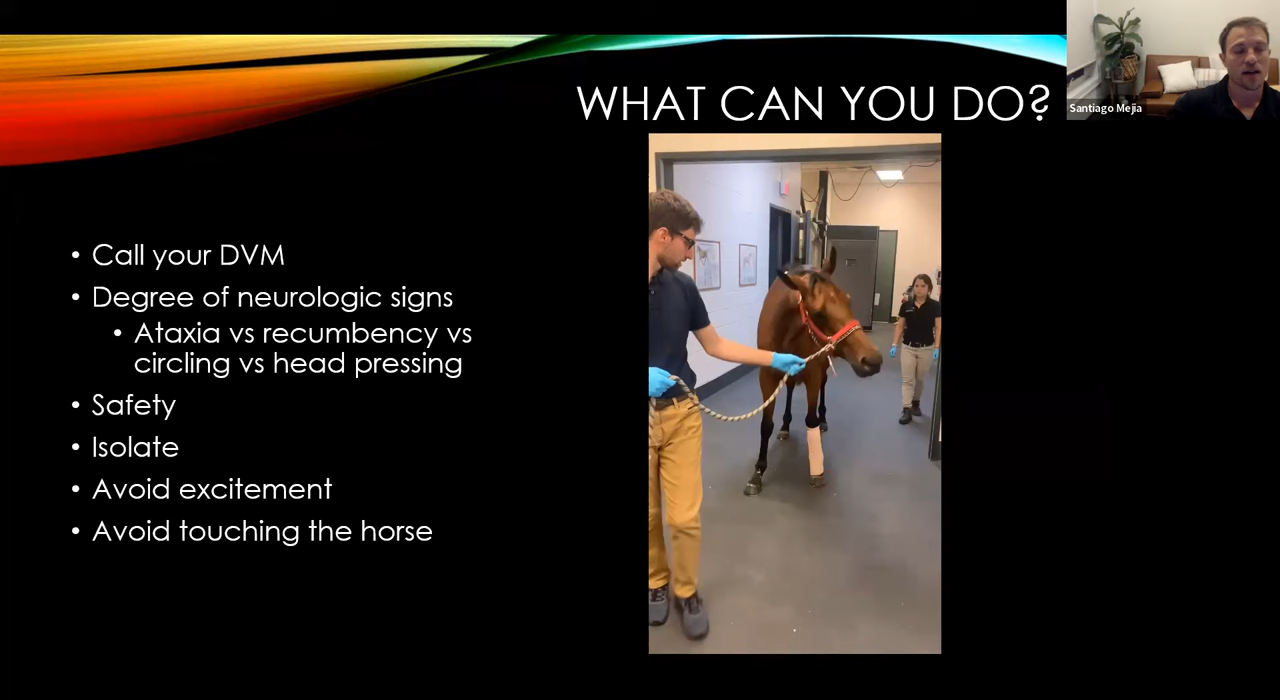 WHAT CAN YOU DO?
Santiago Mejia
• Call your DVM
• Degree of neurologic signs
• Ataxia vs recumbency vs
circling vs head pressing
• Safety
• Isolate
• Avoid excitement
• Avoid touching the horse